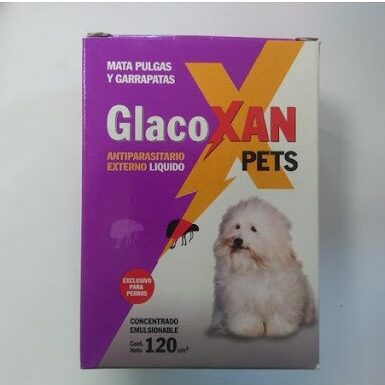 MATA PULGAS
Y GARRAPATAS
GlacoXAN
PETS
ANTIPARASITARIO
EXTERNO LIQUIDO
EXCLUSIVO
PARA
PERROS
CONCENTRADO
EMULSIONABLE
Cont.
Neto 120 cm³